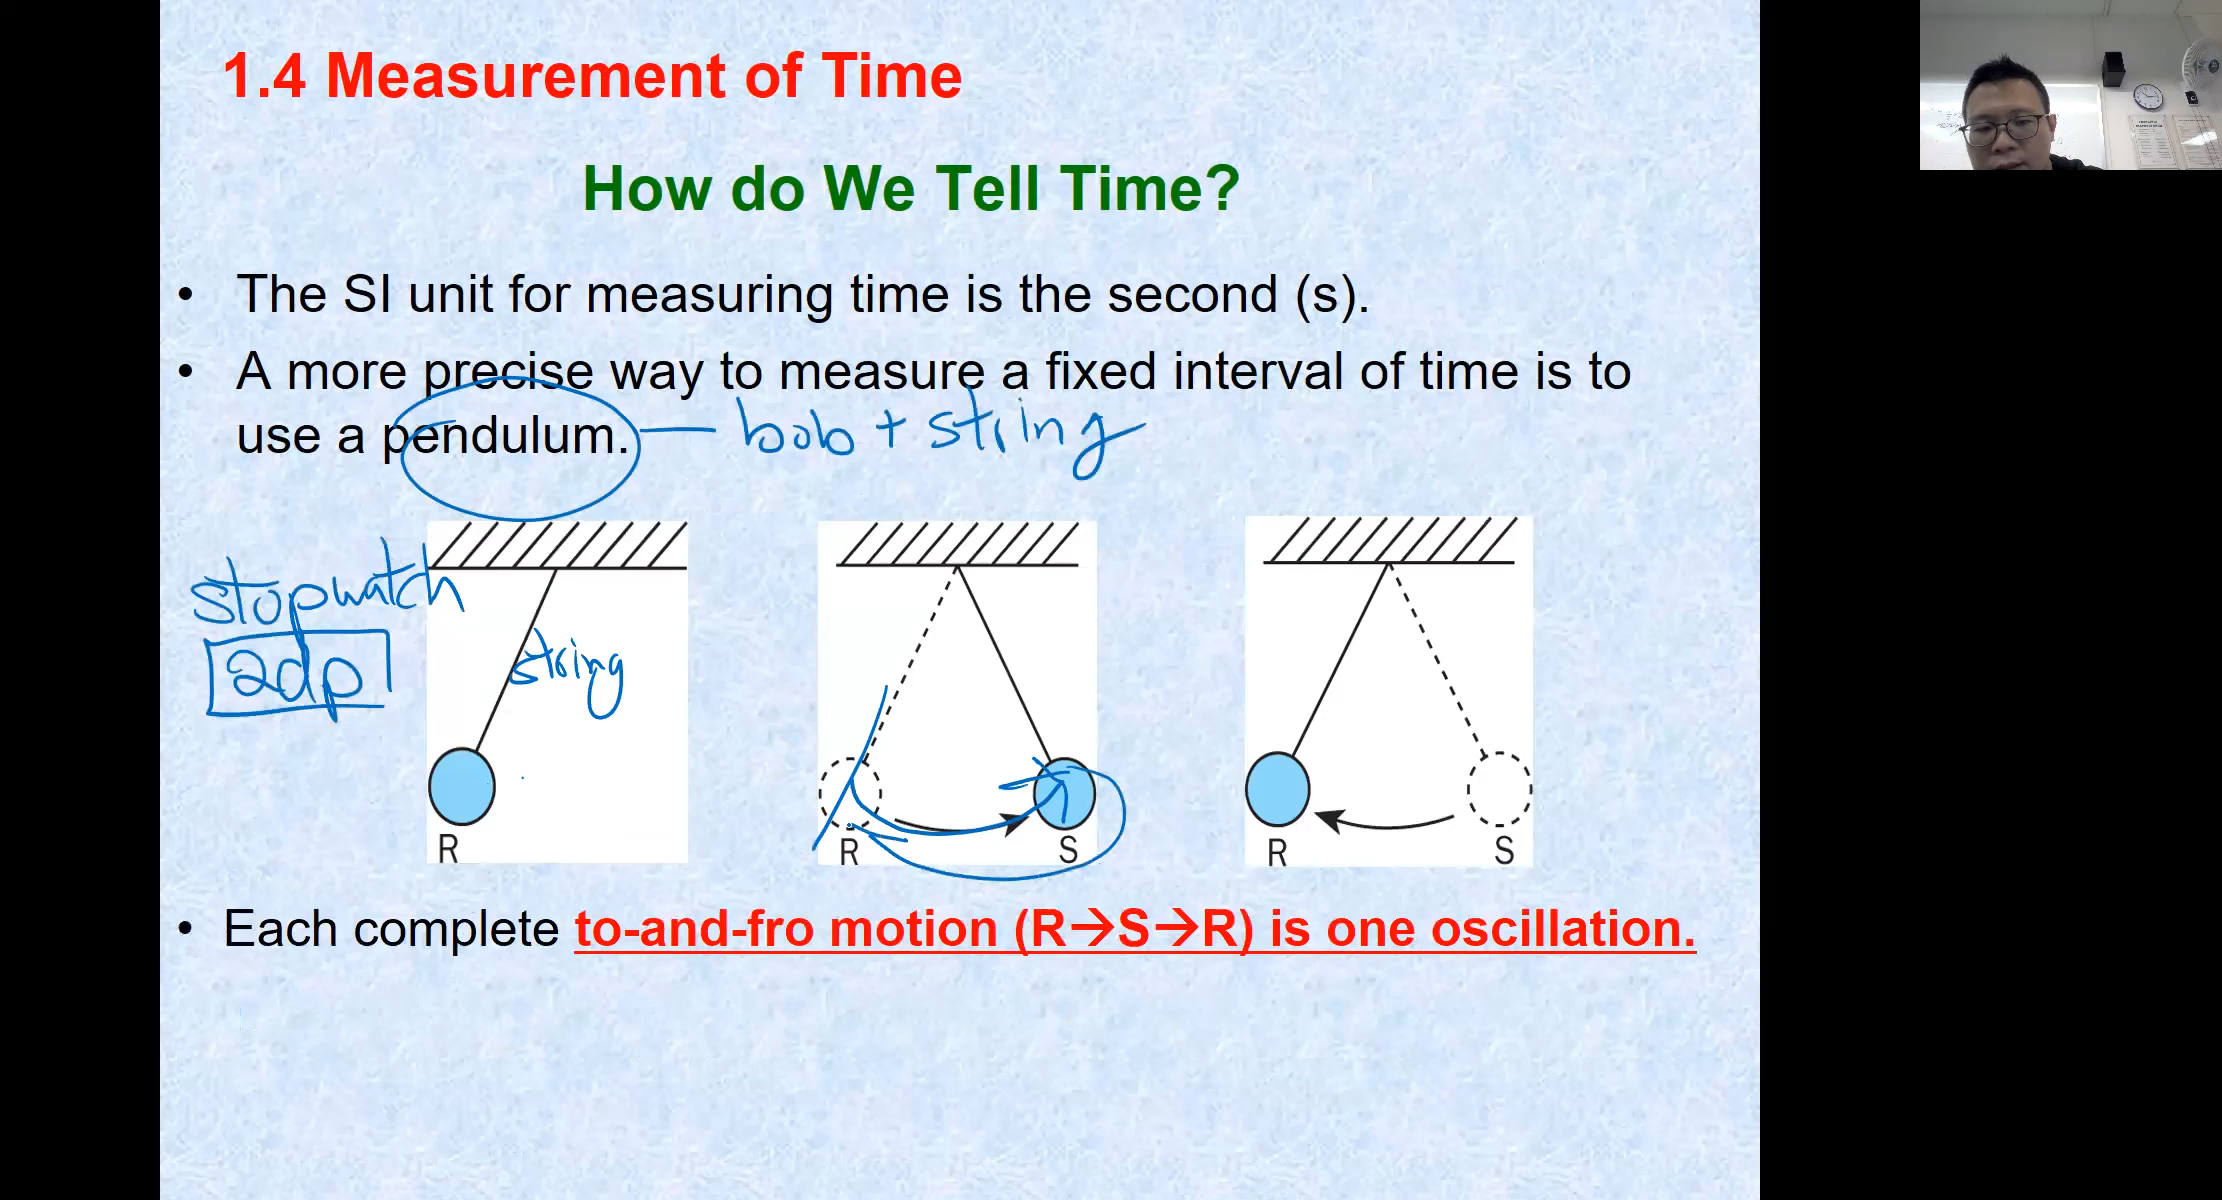 1.4 Measurement of Time
How do We Tell Time?
• The SI unit for measuring time is the second (s).
• A more precise way to measure a fixed interval of time is to
use a pendulum. — bob + string
stopwatch
2dp
string
R
R S
R S
• Each complete to-and-fro motion (R→S→R) is one oscillation.